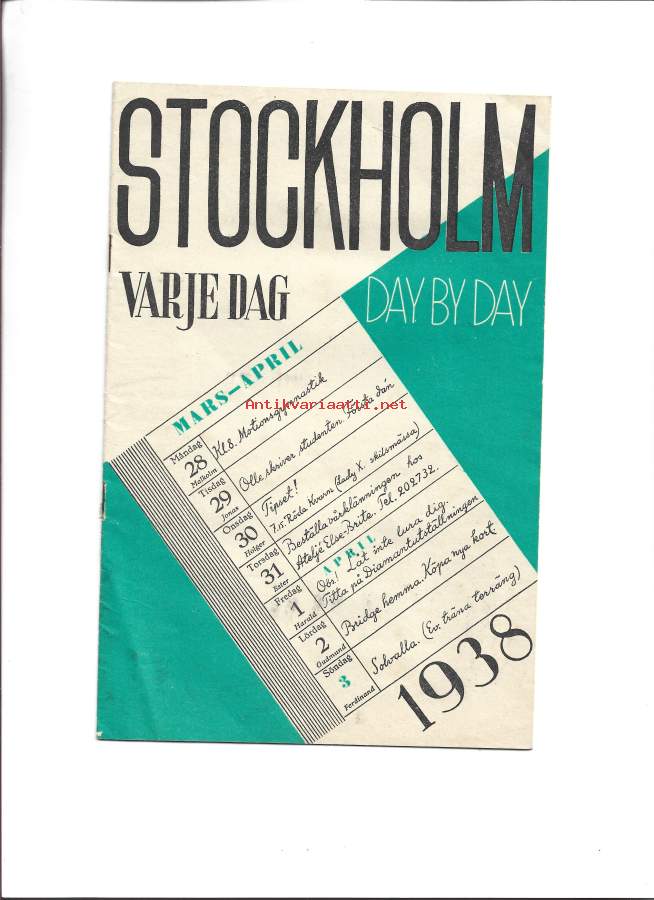 STOCKHOLM
VARJE DAG
DAY BY DAY
MARS–APRIL
Antikvariaatti.net
Måndag
28
Malkolm
Kl 8. Motionsgymnastik
Tisdag
29
Jonas
Olle skriver studenten. Första dan
Onsdag
30
Holger
Tipset!
7,15 Röda Kvarn (Lady X. skilsmässa)
Torsdag
31
Ester
Beställa vårklänningen hos
Ateljé Else-Brite. Tel. 202732.
APRIL
Fredag
1
Harald
Obs! Låt inte lura dig.
(Titta på Diamantutställningen
Lördag
2
Gudmund
Bridge hemma. Köpa nya kort
Söndag
3
Ferdinand
Solvalla. (Ev. träna terräng)
1938